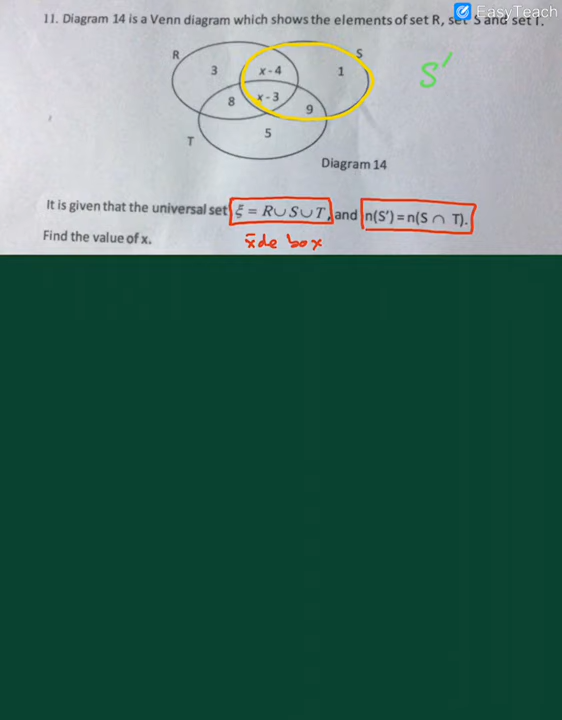 EasyTeach
11. Diagram 14 is a Venn diagram which shows the elements of set R, set S and set T.
R
S
S'
3
x - 4
1
8
x - 3
9
T
5
Diagram 14
It is given that the universal set ξ = R∪S∪T, and n(S') = n(S ∩ T).
Find the value of x.
x̄de box